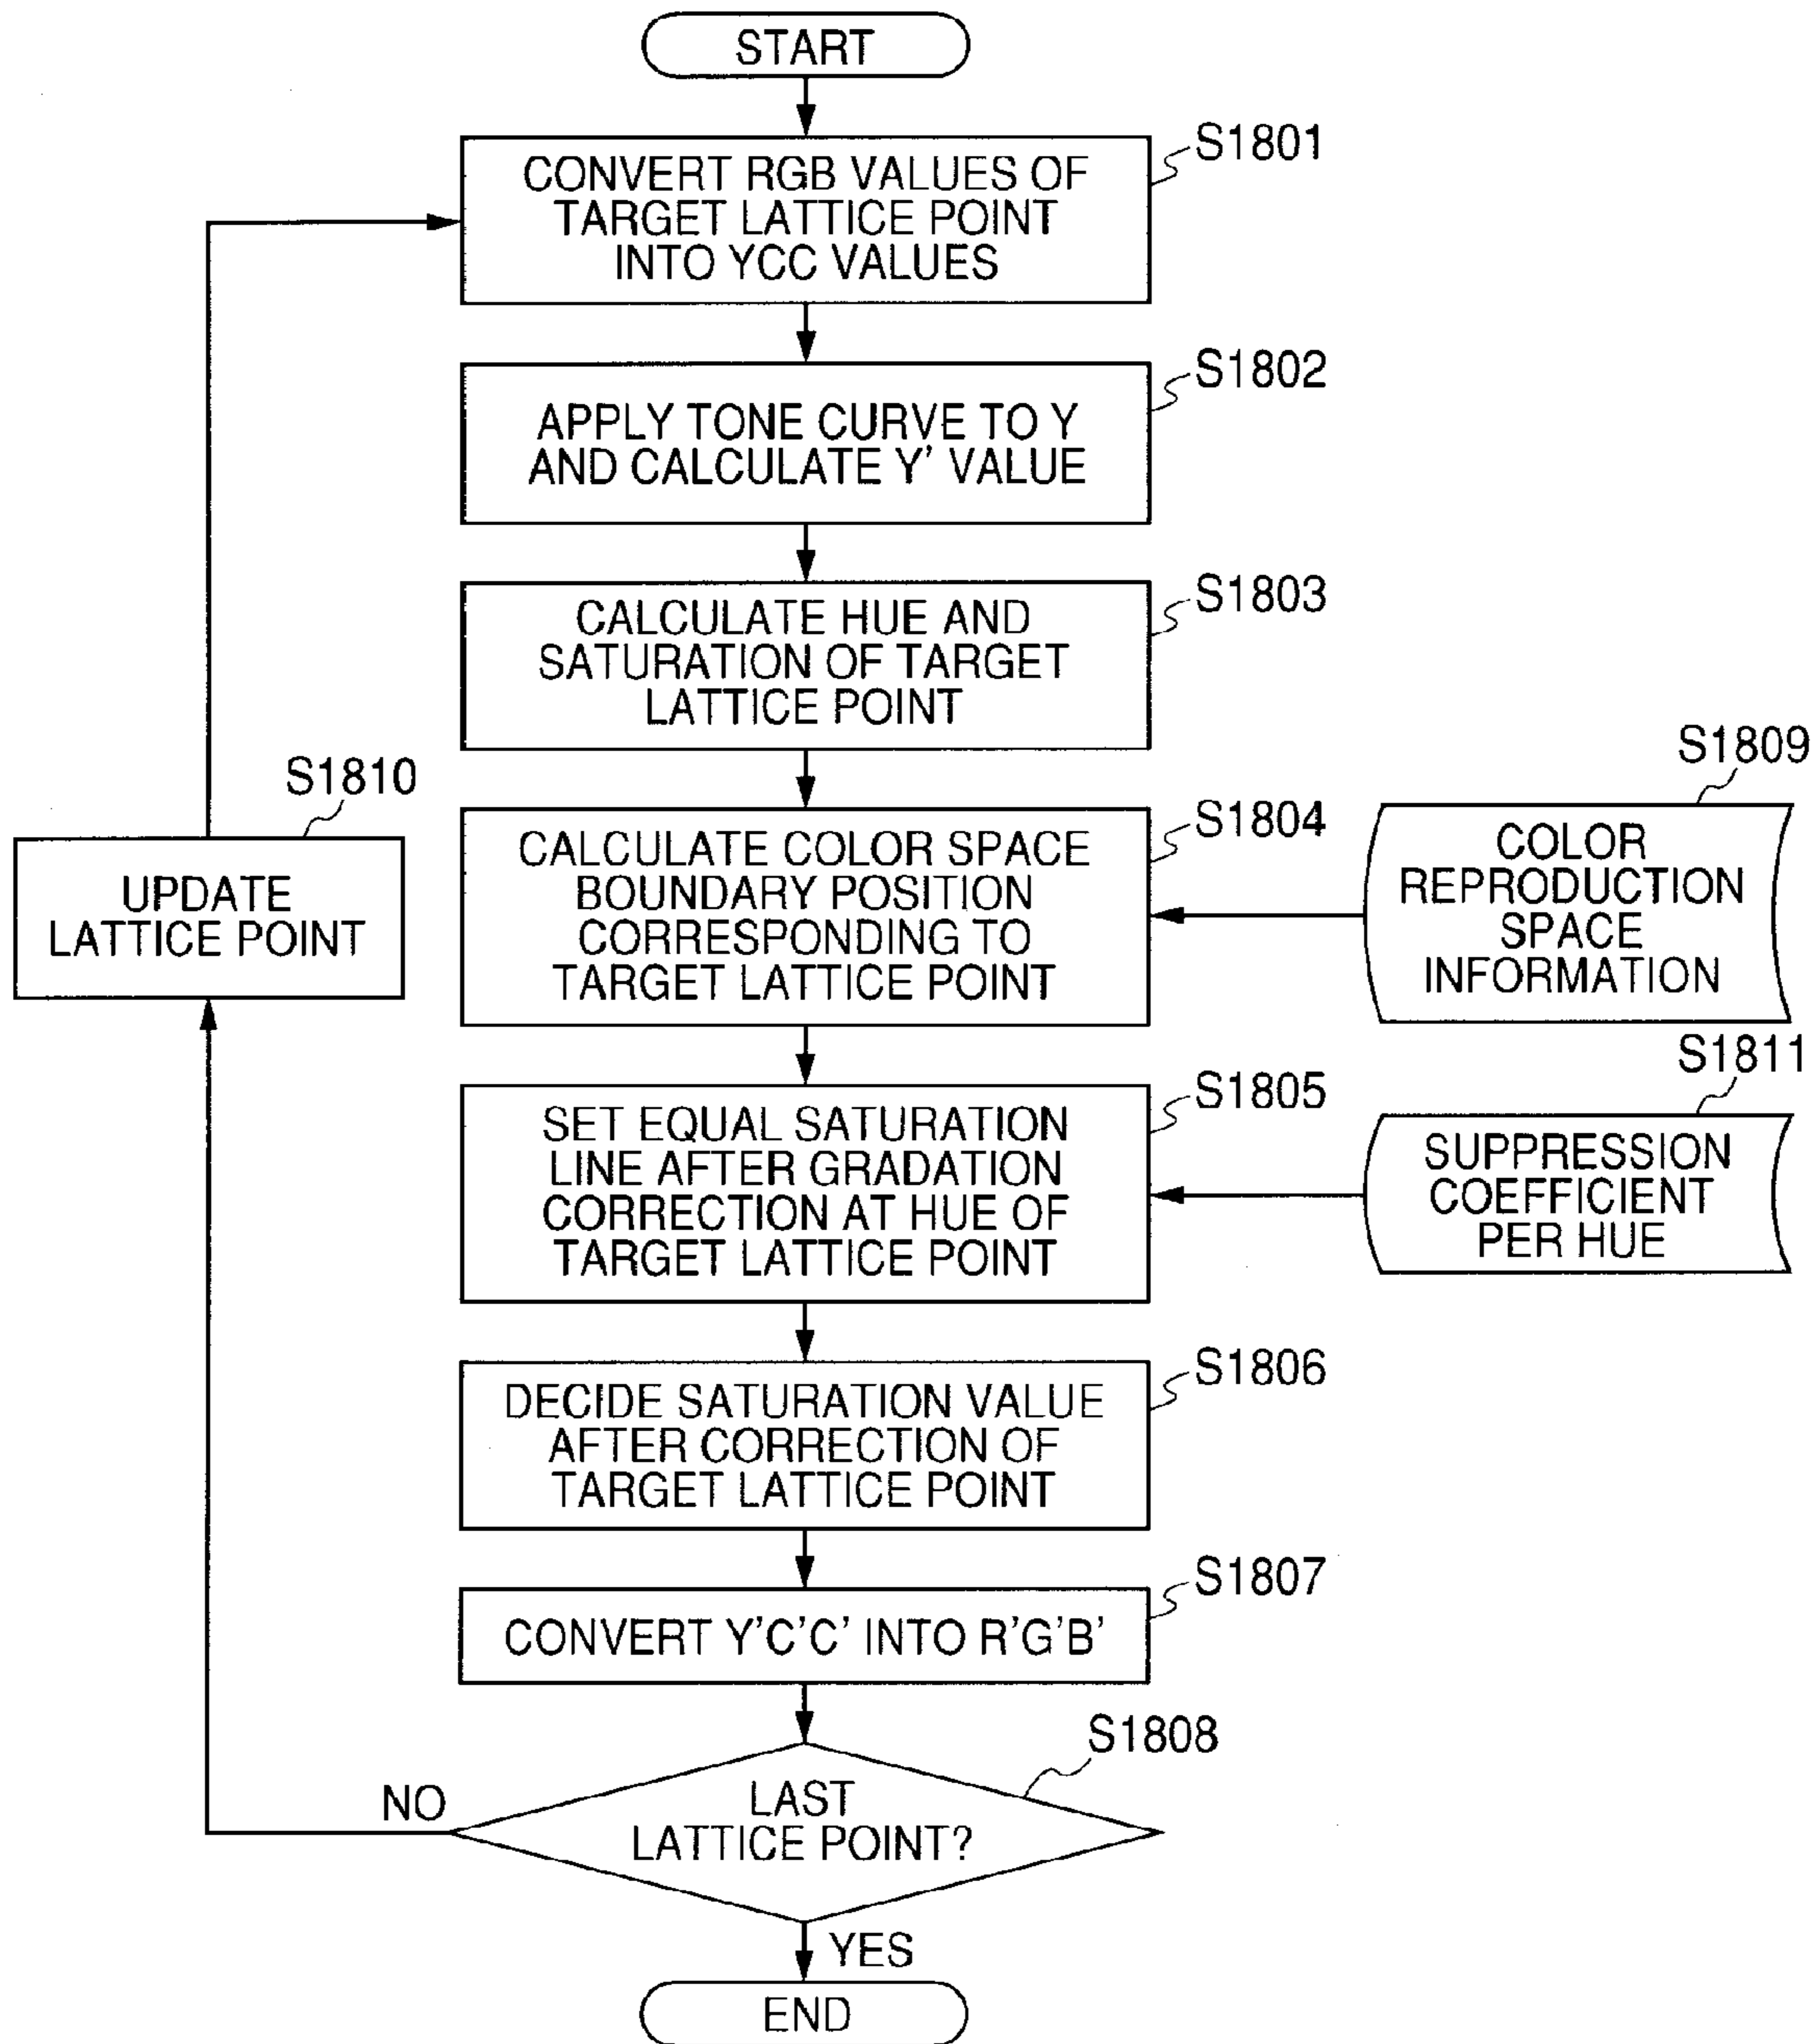 START
S1801
CONVERT RGB VALUES OF
TARGET LATTICE POINT
INTO YCC VALUES
S1802
APPLY TONE CURVE TO Y
AND CALCULATE Y' VALUE
S1803
CALCULATE HUE AND
SATURATION OF TARGET
LATTICE POINT
S1810
UPDATE
LATTICE POINT
S1804
CALCULATE COLOR SPACE
BOUNDARY POSITION
CORRESPONDING TO
TARGET LATTICE POINT
S1809
COLOR
REPRODUCTION
SPACE
INFORMATION
S1805
SET EQUAL SATURATION
LINE AFTER GRADATION
CORRECTION AT HUE OF
TARGET LATTICE POINT
S1811
SUPPRESSION
COEFFICIENT
PER HUE
S1806
DECIDE SATURATION VALUE
AFTER CORRECTION OF
TARGET LATTICE POINT
S1807
CONVERT Y'C'C' INTO R'G'B'
S1808
LAST
LATTICE POINT?
NO
YES
END